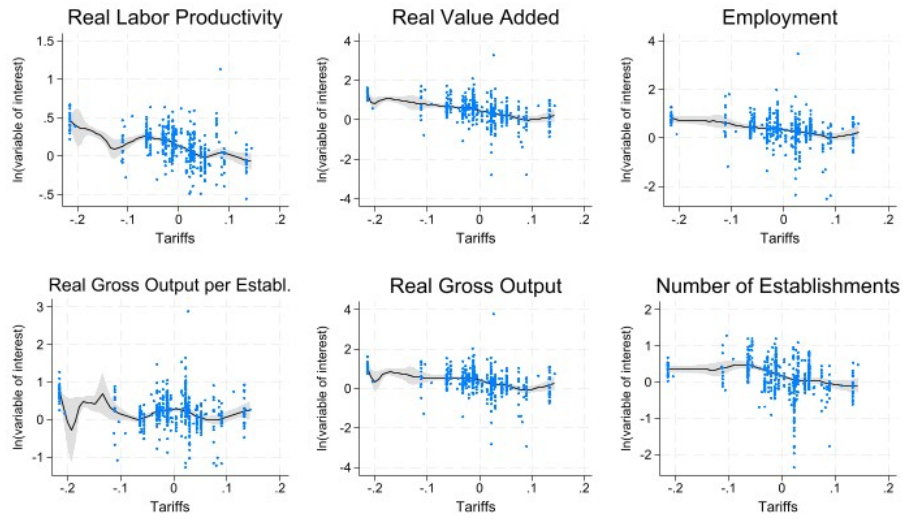 Real Labor Productivity
ln(variable of interest)
1.5
1
.5
0
-.5
-.2 -.1 0 .1 .2
Tariffs
Real Value Added
ln(variable of interest)
4
2
0
-2
-4
-.2 -.1 0 .1 .2
Tariffs
Employment
ln(variable of interest)
4
2
0
-2
-.2 -.1 0 .1 .2
Tariffs
Real Gross Output per Establ.
ln(variable of interest)
3
2
1
0
-1
-.2 -.1 0 .1 .2
Tariffs
Real Gross Output
ln(variable of interest)
4
2
0
-2
-4
-.2 -.1 0 .1 .2
Tariffs
Number of Establishments
ln(variable of interest)
2
1
0
-1
-2
-.2 -.1 0 .1 .2
Tariffs